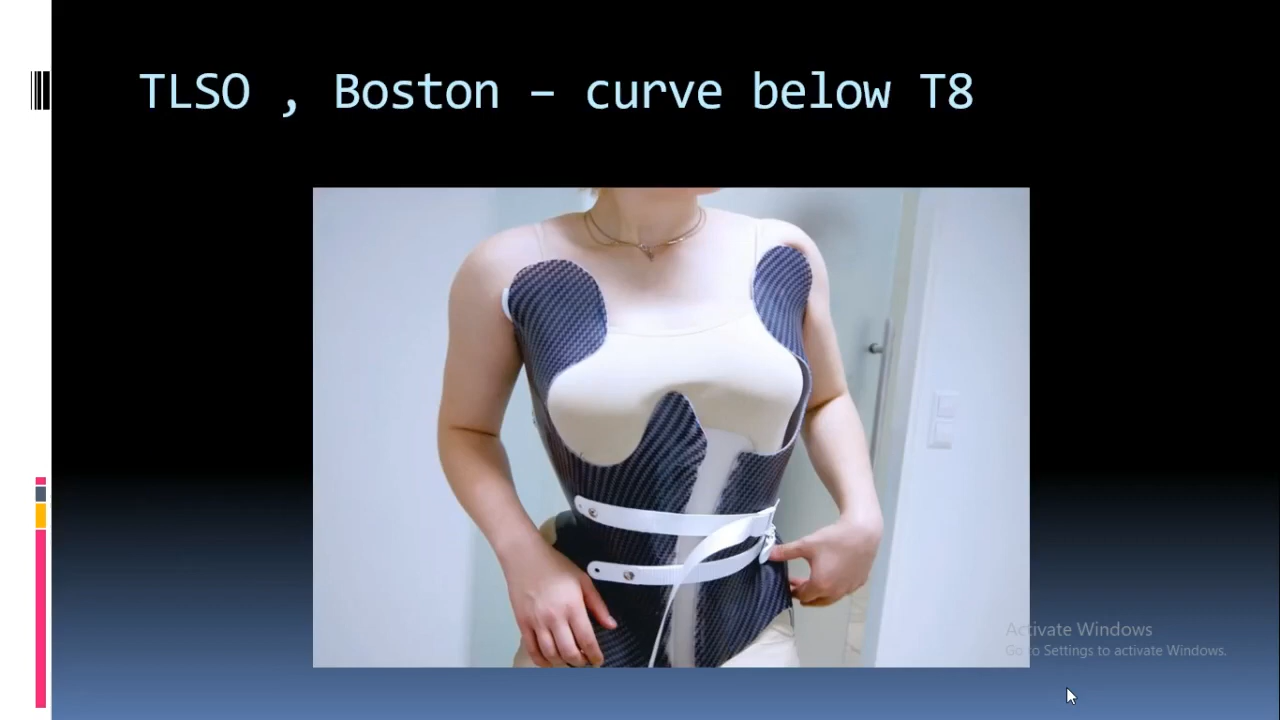 TLSO , Boston – curve below T8
Activate Windows
Go to Settings to activate Windows.